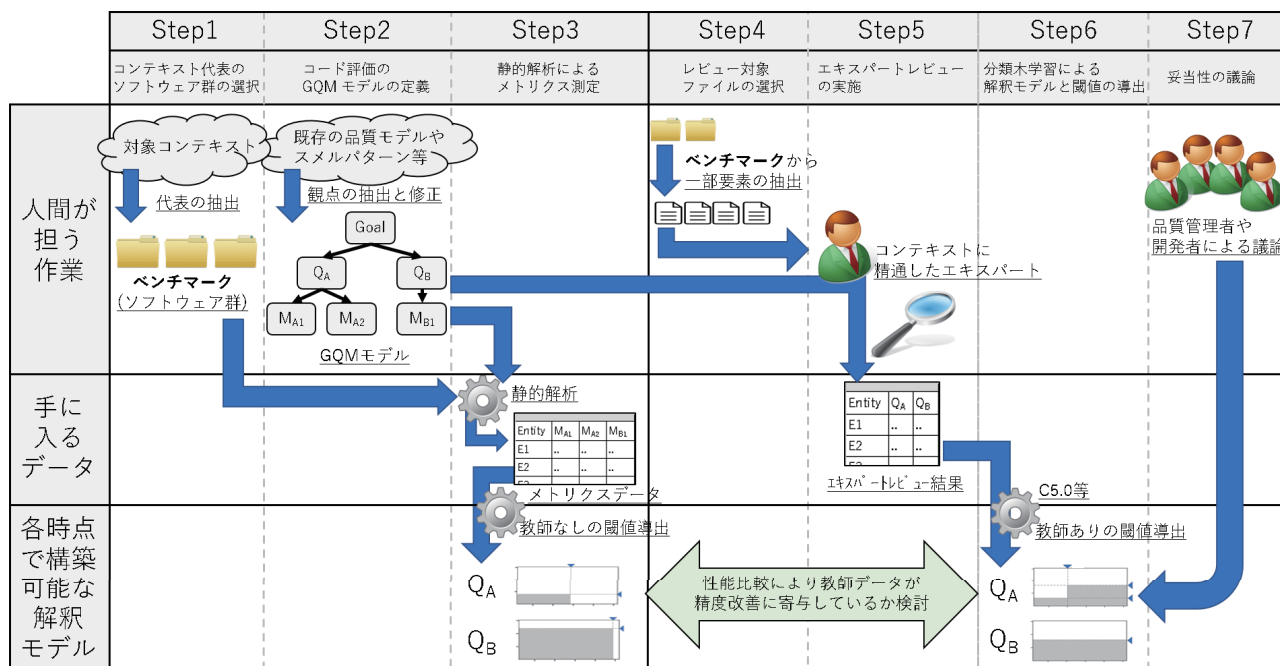 Step1
Step2
Step3
Step4
Step5
Step6
Step7
コンテキスト代表の
ソフトウェア群の選択
コード評価の
GQM モデルの定義
静的解析による
メトリクス測定
レビュー対象
ファイルの選択
エキスパートレビュー
の実施
分類木学習による
解釈モデルと閾値の導出
妥当性の議論
人間が
担う
作業
対象コンテキスト
代表の抽出
ベンチマーク
(ソフトウェア群)
既存の品質モデルや
スメルパターン等
観点の抽出と修正
Goal
QA
QB
MA1
MA2
MB1
GQMモデル
ベンチマークから
一部要素の抽出
コンテキストに
精通したエキスパート
品質管理者や
開発者による議論
手に
入る
データ
静的解析
Entity MA1 MA2 MB1
E1 .. .. ..
E2 .. .. ..
メトリクスデータ
Entity QA QB
E1 .. ..
E2 .. ..
エキスパートレビュー結果
C5.0等
各時点
で構築
可能な
解釈
モデル
教師なしの閾値導出
QA
QB
性能比較により教師データが
精度改善に寄与しているか検討
教師ありの閾値導出
QA
QB